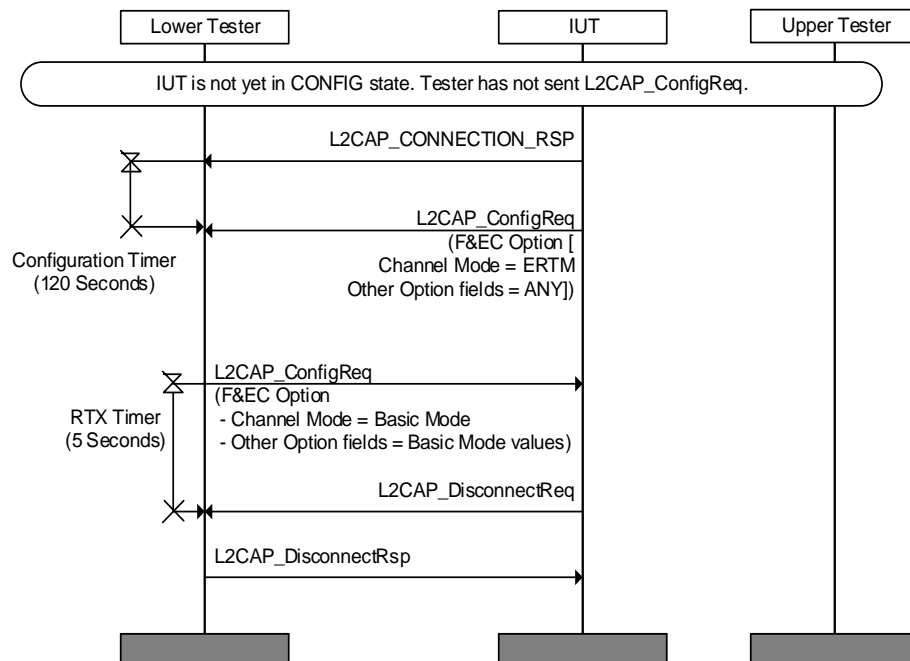 Lower Tester
IUT
Upper Tester
IUT is not yet in CONFIG state. Tester has not sent L2CAP_ConfigReq.
L2CAP_CONNECTION_RSP
L2CAP_ConfigReq
(F&EC Option [
Channel Mode = ERTM
Other Option fields = ANY])
Configuration Timer
(120 Seconds)
L2CAP_ConfigReq
(F&EC Option
- Channel Mode = Basic Mode
- Other Option fields = Basic Mode values)
RTX Timer
(5 Seconds)
L2CAP_DisconnectReq
L2CAP_DisconnectRsp